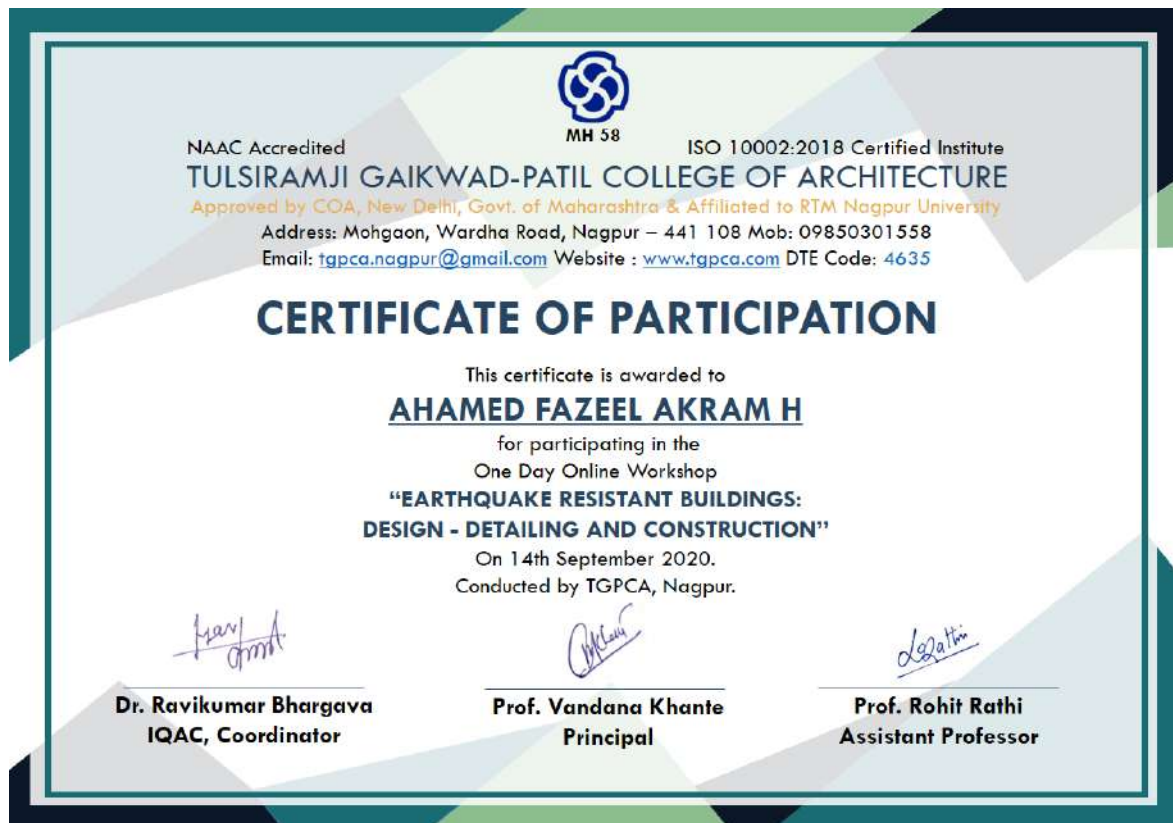 MH 58
NAAC Accredited ISO 10002:2018 Certified Institute
TULSIRAMJI GAIKWAD-PATIL COLLEGE OF ARCHITECTURE
Approved by COA, New Delhi, Govt. of Maharashtra & Affiliated to RTM Nagpur University
Address: Mohgaon, Wardha Road, Nagpur – 441 108 Mob: 09850301558
Email: tgpca.nagpur@gmail.com Website : www.tgpca.com DTE Code: 4635
CERTIFICATE OF PARTICIPATION
This certificate is awarded to
AHAMED FAZEEL AKRAM H
for participating in the
One Day Online Workshop
“EARTHQUAKE RESISTANT BUILDINGS:
DESIGN - DETAILING AND CONSTRUCTION”
On 14th September 2020.
Conducted by TGPCA, Nagpur.
Dr. Ravikumar Bhargava Prof. Vandana Khante Prof. Rohit Rathi
IQAC, Coordinator Principal Assistant Professor